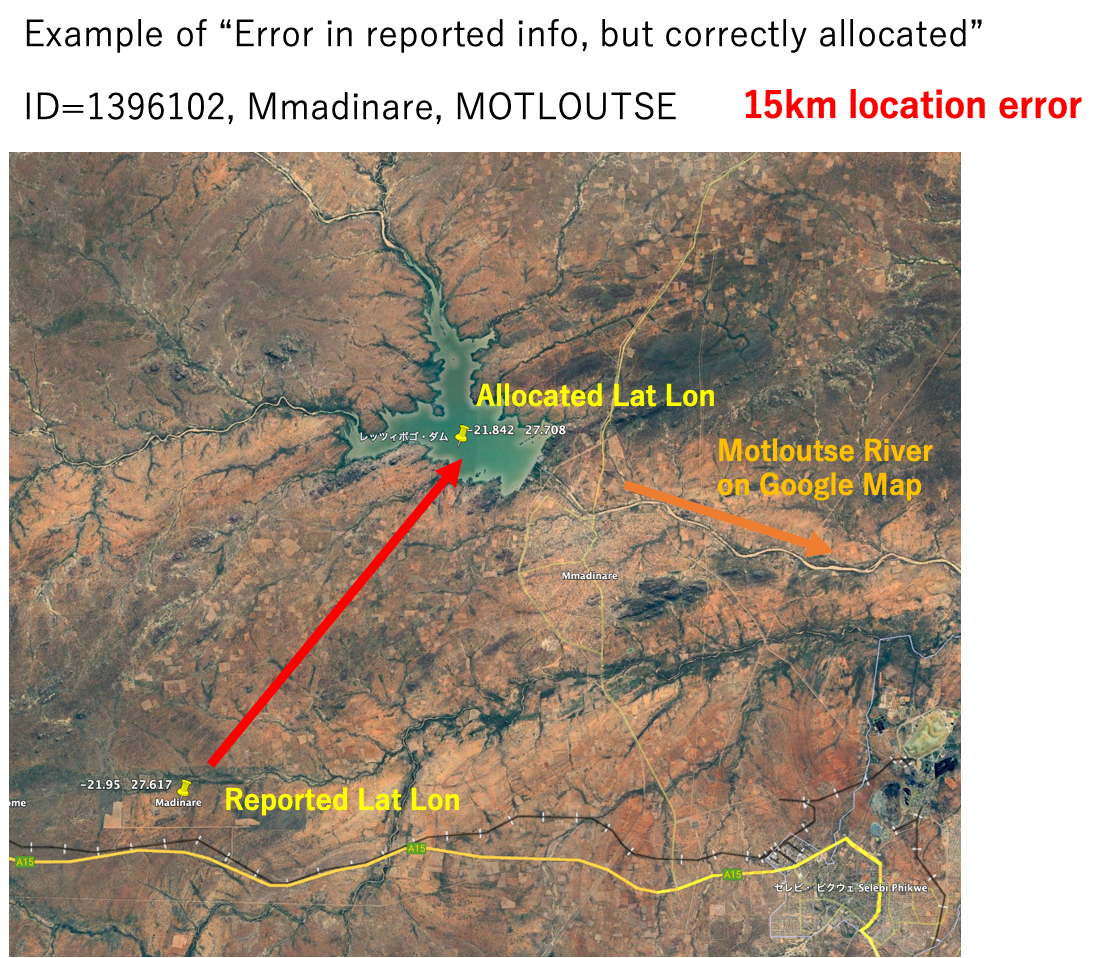 Example of “Error in reported info, but correctly allocated”
ID=1396102, Mmadinare, MOTLOUTSE
15km location error
Allocated Lat Lon
レッツィボゴ・ダム
-21.842 27.708
Motloutse River
on Google Map
Mmadinare
-21.95 27.617
ome
Madinare
Reported Lat Lon
A15
A15
A15
セレビ・ピクウェ Selebi Phikwe